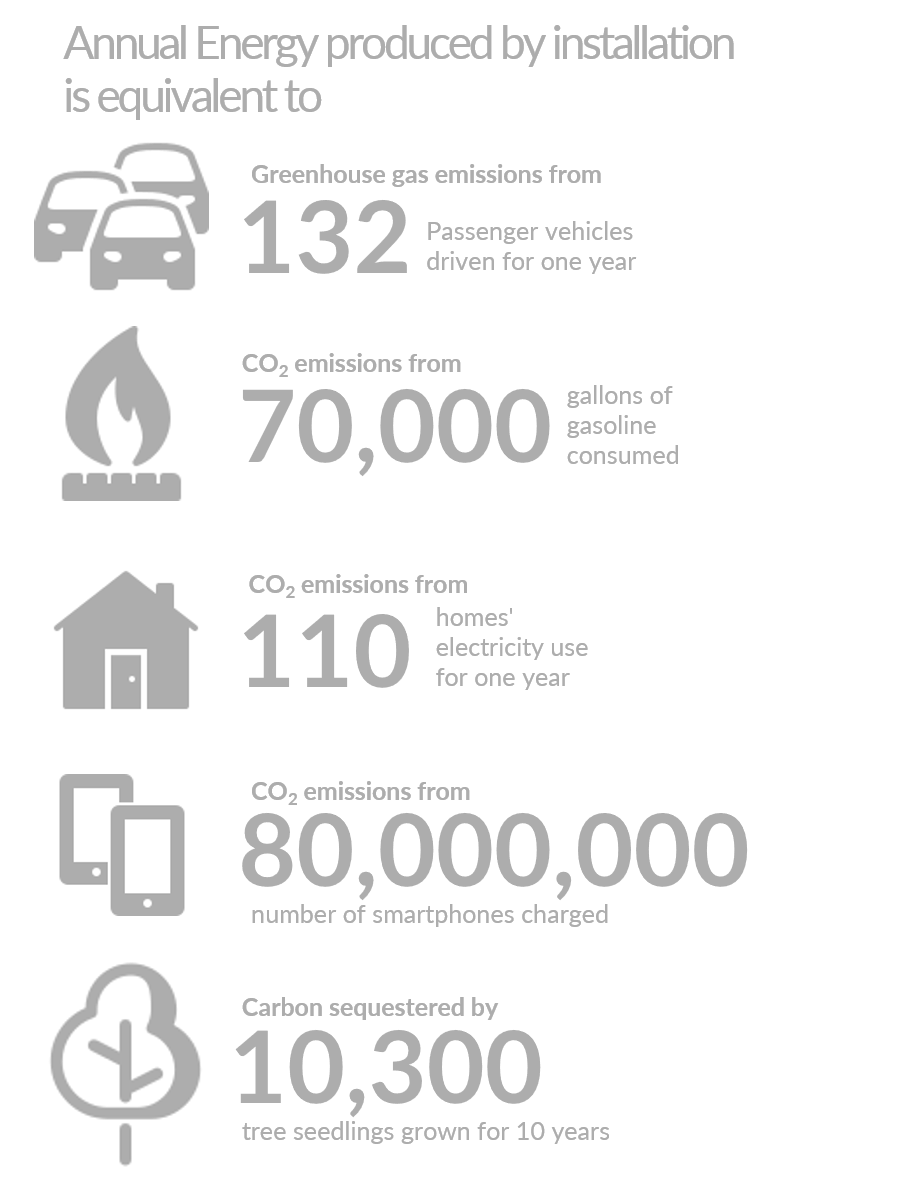 Annual Energy produced by installation
is equivalent to
Greenhouse gas emissions from
132
Passenger vehicles
driven for one year
CO₂ emissions from
70,000
gallons of
gasoline
consumed
CO₂ emissions from
110
homes'
electricity use
for one year
CO₂ emissions from
80,000,000
number of smartphones charged
Carbon sequestered by
10,300
tree seedlings grown for 10 years